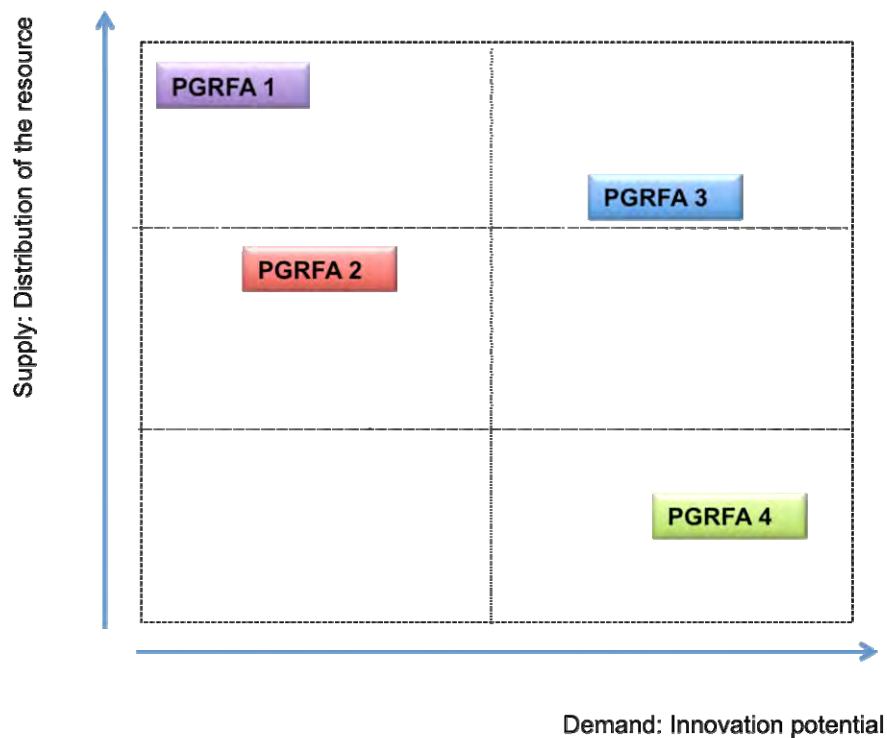 Supply: Distribution of the resource
PGRFA 1
PGRFA 3
PGRFA 2
PGRFA 4
Demand: Innovation potential